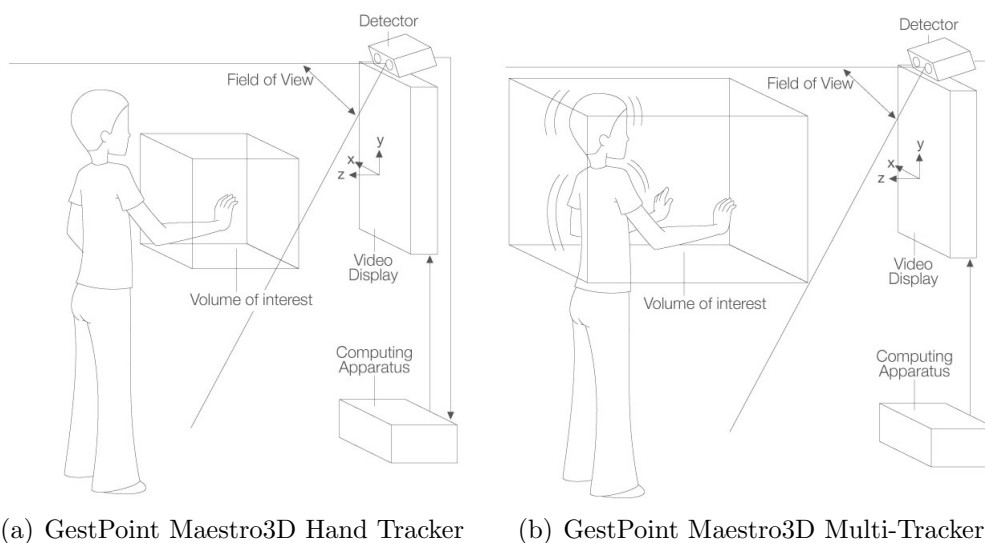 Detector
Field of View
y
x
z
Video
Display
Volume of interest
Computing
Apparatus
(a) GestPoint Maestro3D Hand Tracker
Detector
Field of View
y
x
z
Video
Display
Volume of interest
Computing
Apparatus
(b) GestPoint Maestro3D Multi-Tracker